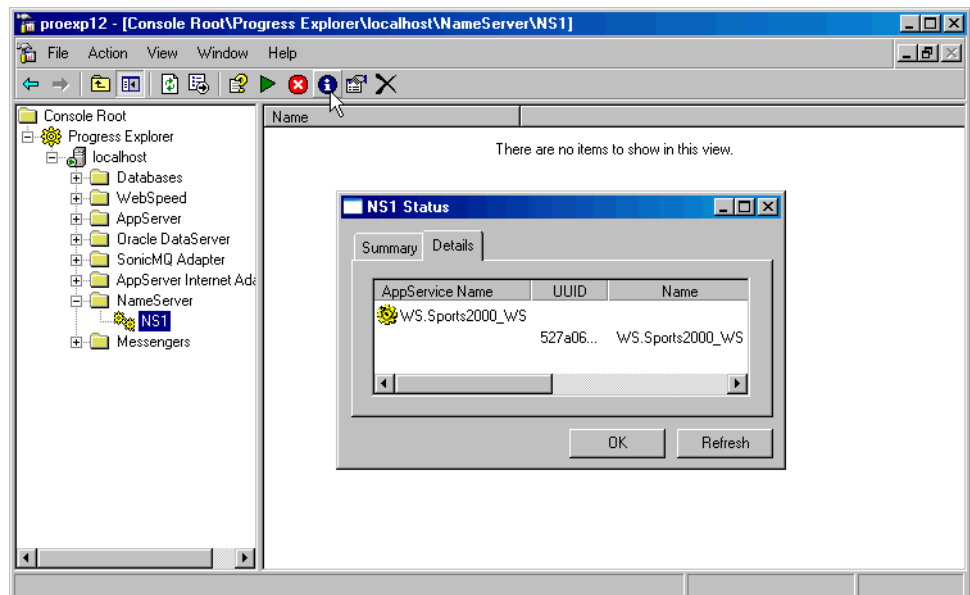 proexp12 - [Console Root\Progress Explorer\localhost\NameServer\NS1]
File Action View Window Help
Console Root
Progress Explorer
localhost
Databases
WebSpeed
AppServer
Oracle DataServer
SonicMQ Adapter
AppServer Internet Ada
NameServer
NS1
Messengers
Name
There are no items to show in this view.
NS1 Status
Summary Details
AppService Name UUID Name
WS.Sports2000_WS
527a06... WS.Sports2000_WS
OK Refresh